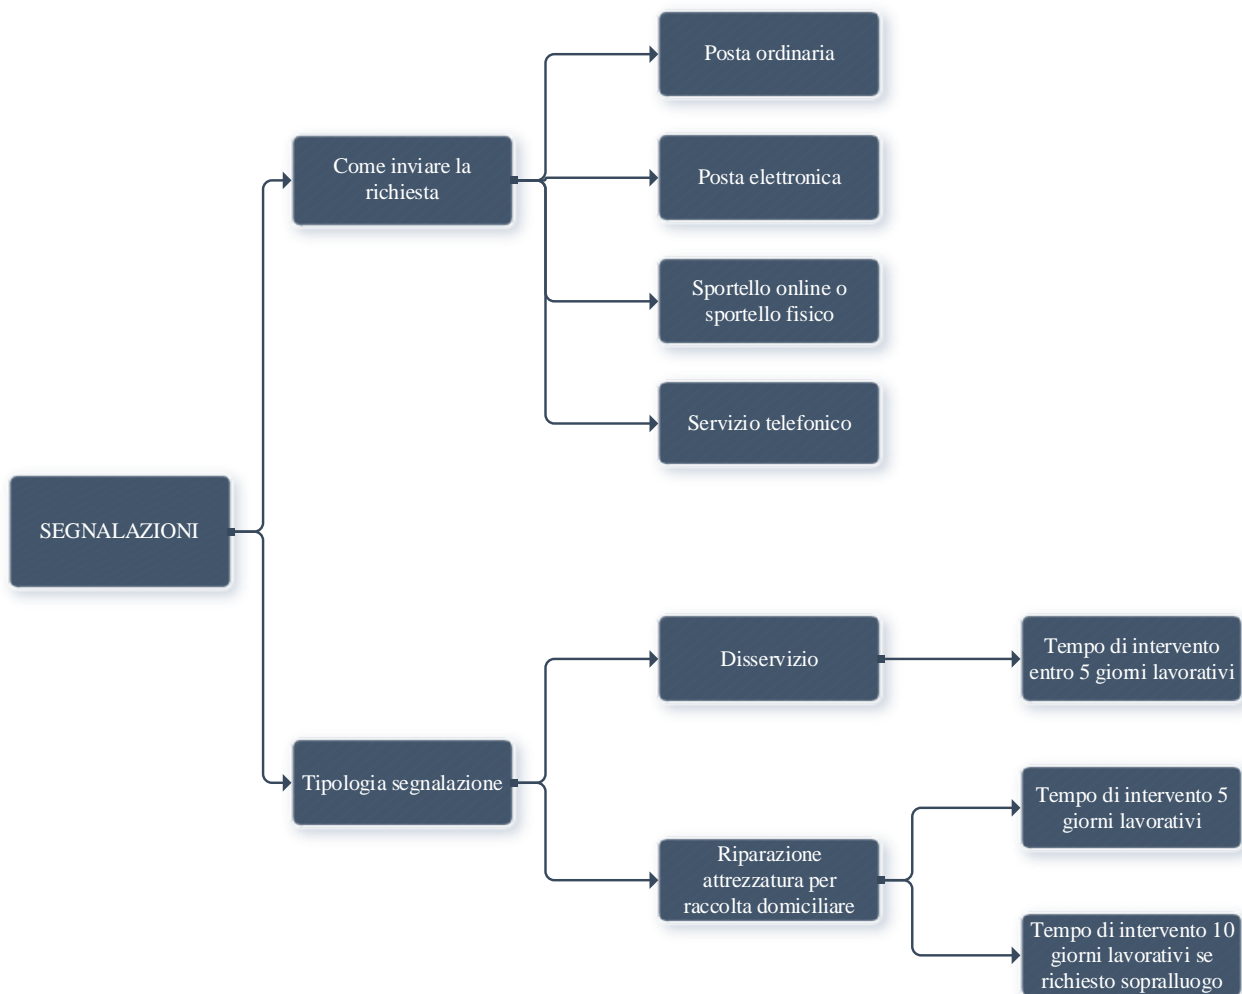 Posta ordinaria
Come inviare la
richiesta
Posta elettronica
Sportello online o
sportello fisico
Servizio telefonico
SEGNALAZIONI
Disservizio
Tempo di intervento
entro 5 giorni lavorativi
Tipologia segnalazione
Tempo di intervento 5
giorni lavorativi
Riparazione
attrezzatura per
raccolta domiciliare
Tempo di intervento 10
giorni lavorativi se
richiesto sopralluogo